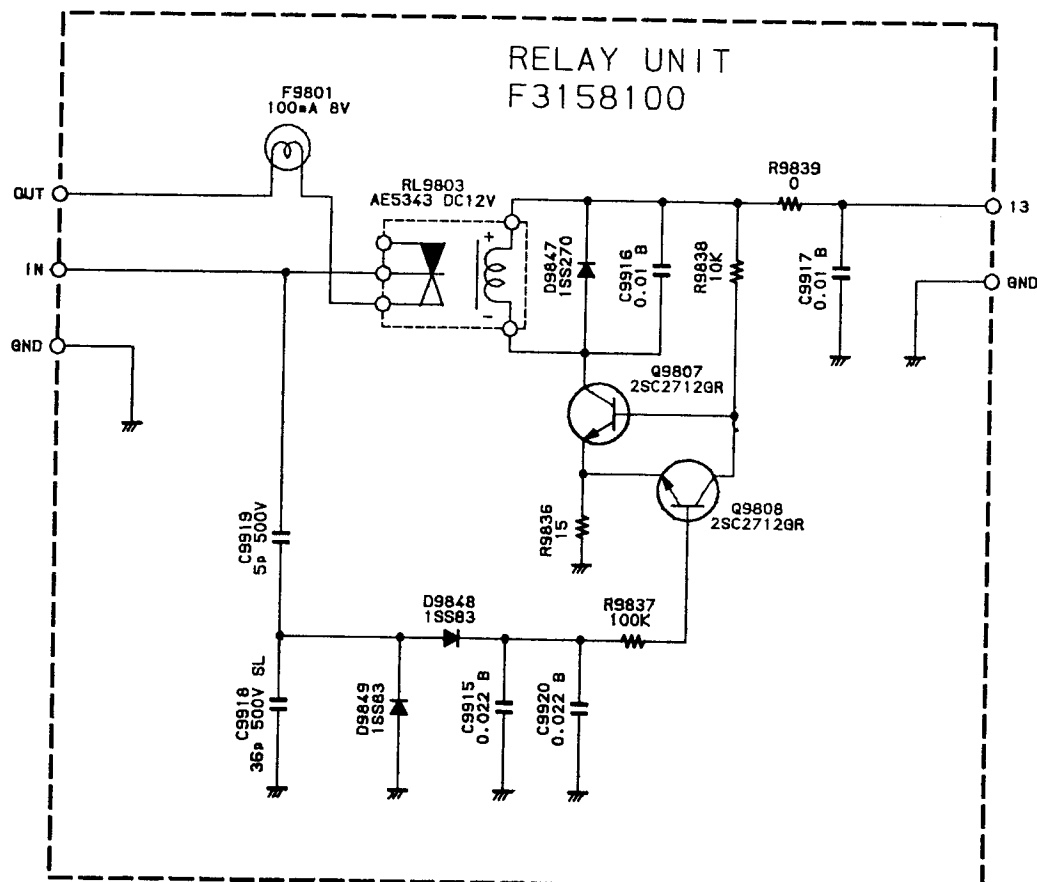 RELAY UNIT
F3158100
F9801
100mA 8V
OUT
RL9803
AE5343 DC12V
R9839
0
13
IN
+
-
D9847
1SS270
C9916
0.01 B
R9838
10K
C9917
0.01 B
GND
GND
Q9807
2SC2712GR
Q9808
2SC2712GR
R9836
15
C9919
5p 500V
D9848
1SS83
R9837
100K
C9918
36p 500V SL
D9849
1SS83
C9915
0.022 B
C9920
0.022 B